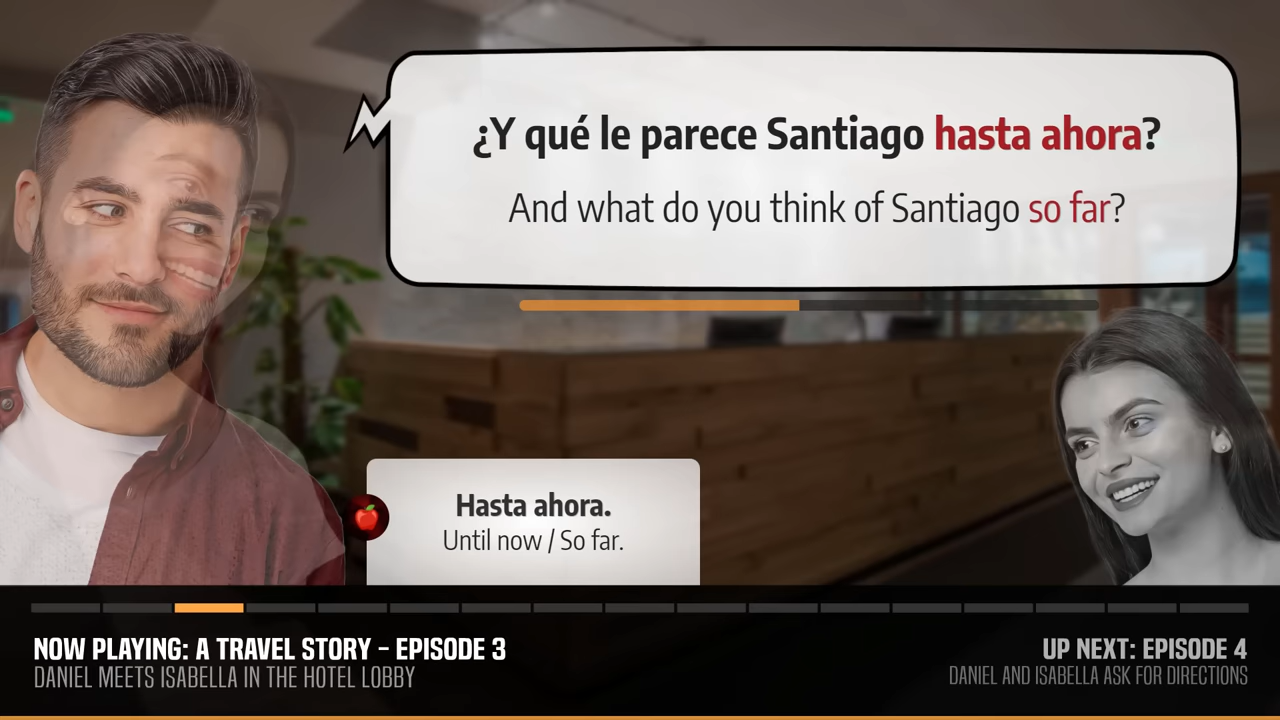 ¿Y qué le parece Santiago hasta ahora?
And what do you think of Santiago so far?
Hasta ahora.
Until now / So far.
NOW PLAYING: A TRAVEL STORY - EPISODE 3
DANIEL MEETS ISABELLA IN THE HOTEL LOBBY
UP NEXT: EPISODE 4
DANIEL AND ISABELLA ASK FOR DIRECTIONS